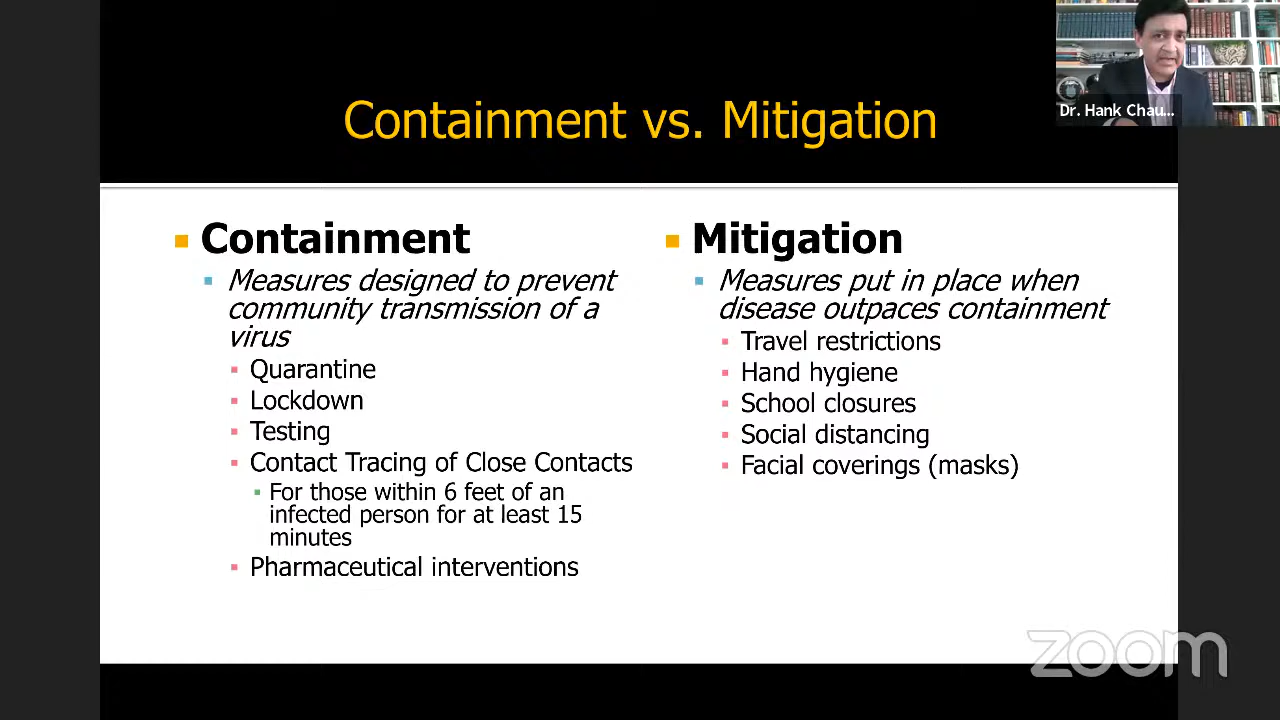 Dr. Hank Chau...
Containment vs. Mitigation
Containment
Measures designed to prevent
community transmission of a
virus
Quarantine
Lockdown
Testing
Contact Tracing of Close Contacts
For those within 6 feet of an
infected person for at least 15
minutes
Pharmaceutical interventions
Mitigation
Measures put in place when
disease outpaces containment
Travel restrictions
Hand hygiene
School closures
Social distancing
Facial coverings (masks)
zoom